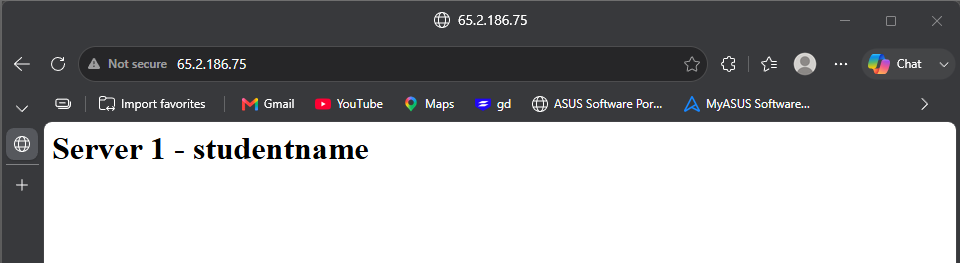 65.2.186.75
Not secure 65.2.186.75 Chat
Import favorites Gmail YouTube Maps gd ASUS Software Por... MyASUS Software...
Server 1 - studentname